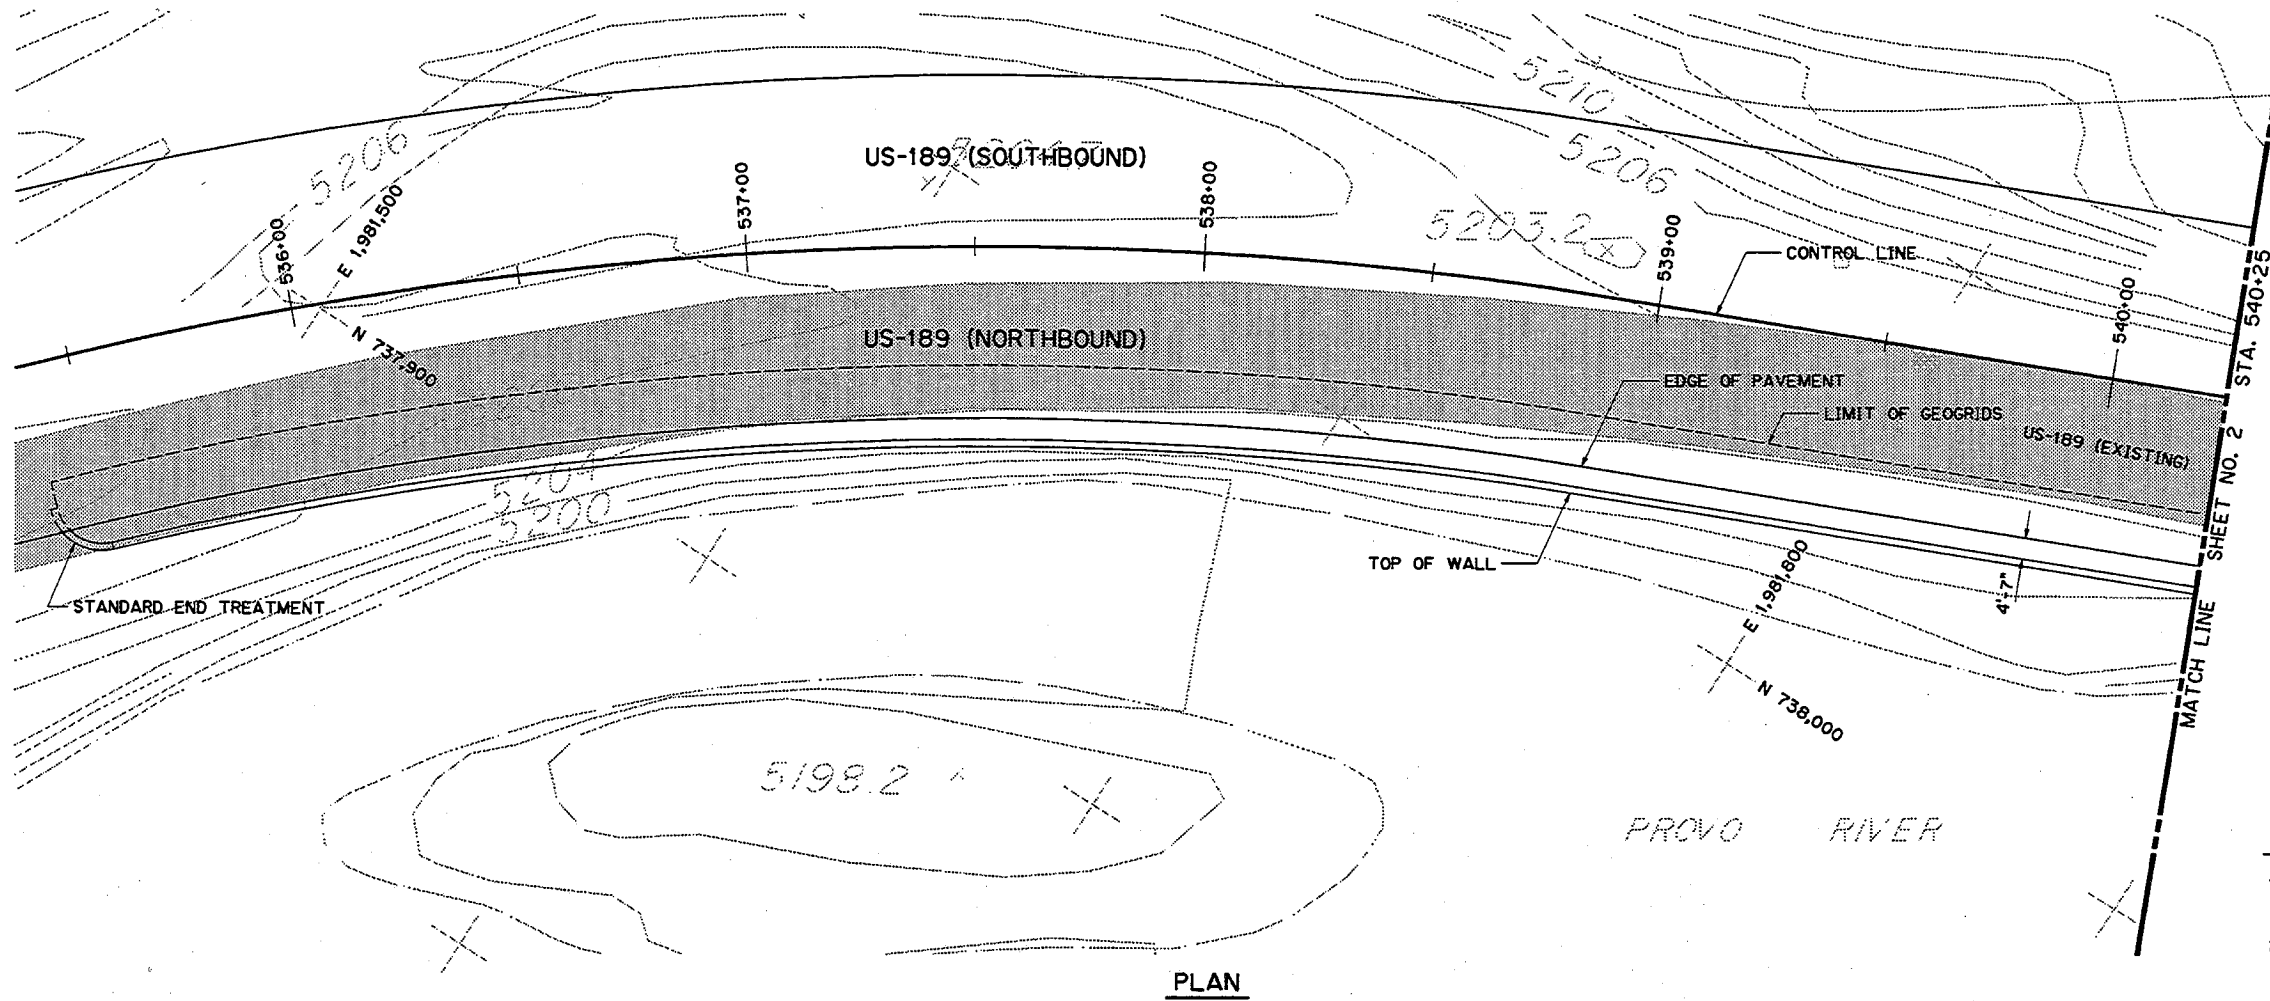 5210
5206
5206
US-189 (SOUTHBOUND)
536+00
E 1,981,500
537+00
538+00
5203.2
539+00
CONTROL LINE
N 737,900
US-189 (NORTHBOUND)
540+00
STA. 540+25
EDGE OF PAVEMENT
LIMIT OF GEOGRIDS
US-189 (EXISTING)
SHEET NO. 2
5204
5200
TOP OF WALL
E 1,981,800
4'-7"
STANDARD END TREATMENT
MATCH LINE
N 738,000
5198.2
PROVO RIVER
PLAN